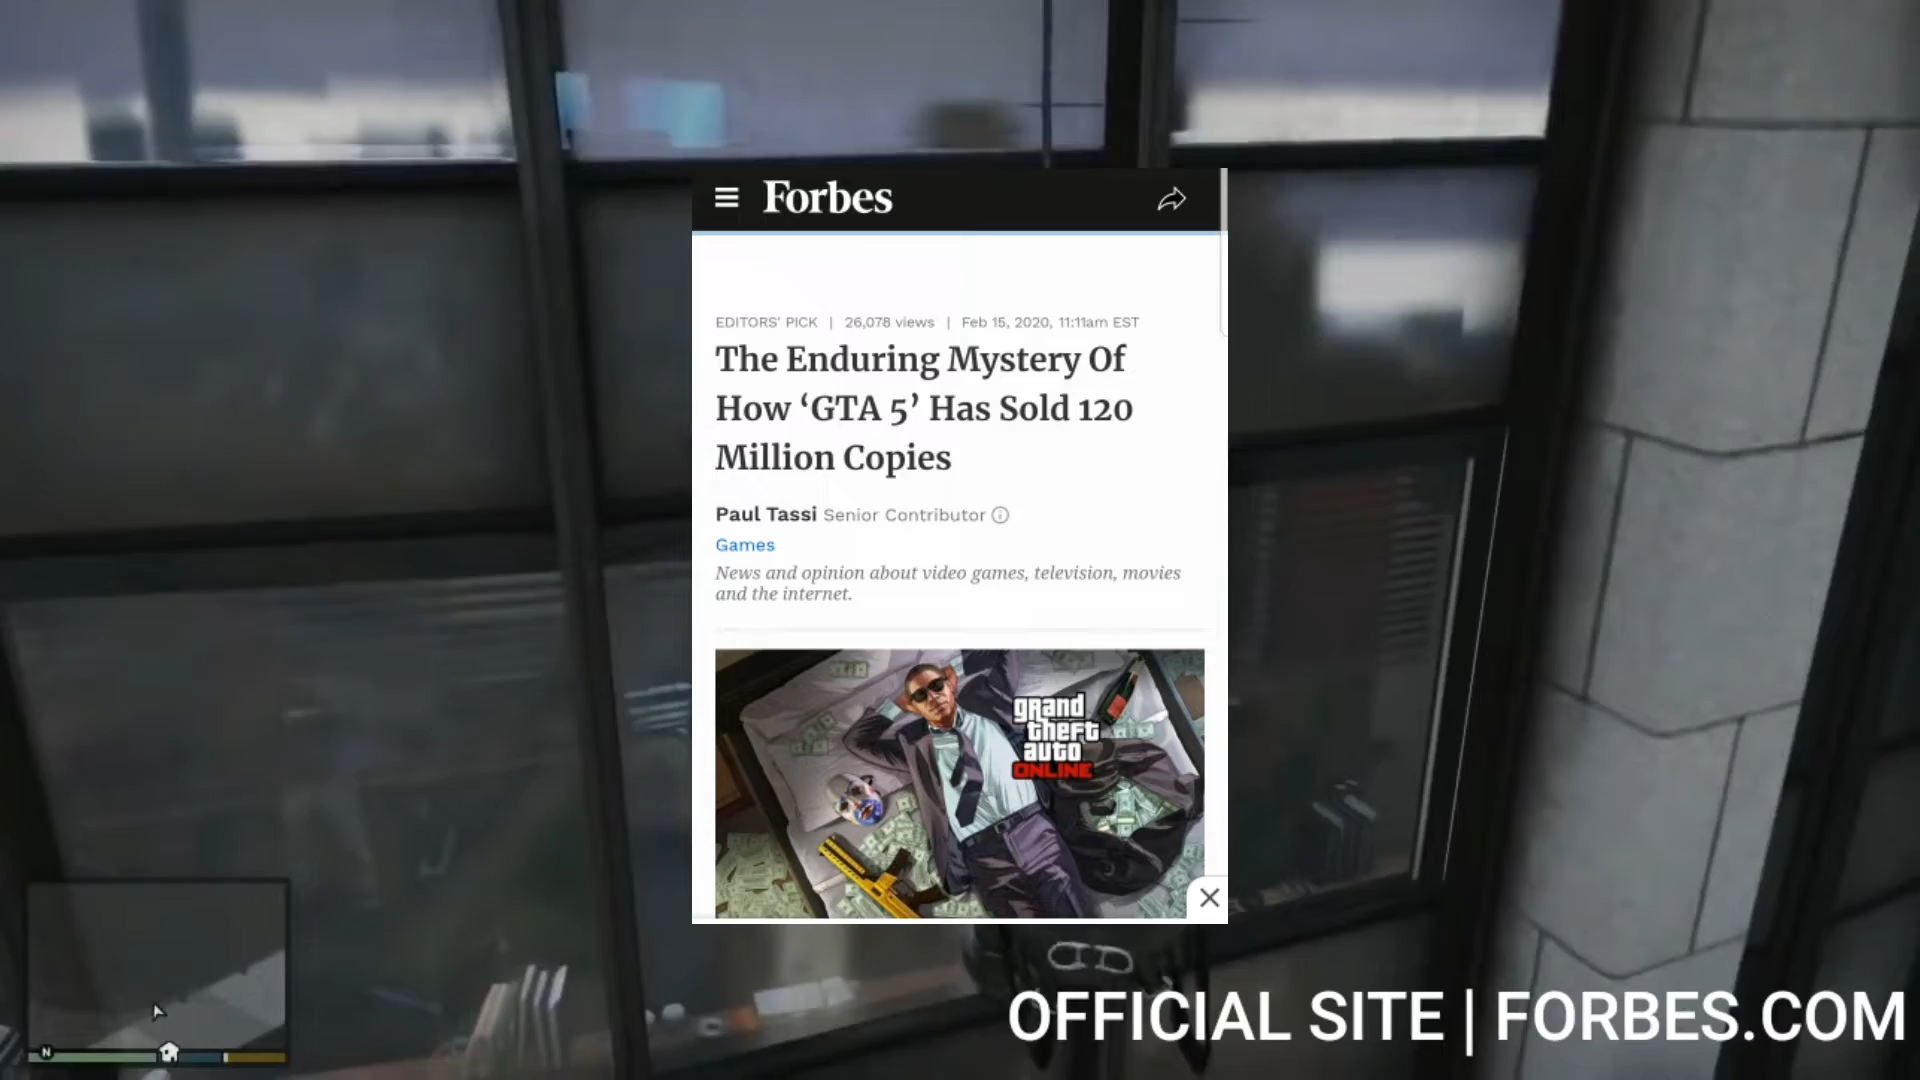 Forbes
EDITORS' PICK | 26,078 views | Feb 15, 2020, 11:11am EST
The Enduring Mystery Of
How ‘GTA 5’ Has Sold 120
Million Copies
Paul Tassi Senior Contributor
Games
News and opinion about video games, television, movies
and the internet.
grand
theft
auto
ONLINE
N
OFFICIAL SITE | FORBES.COM